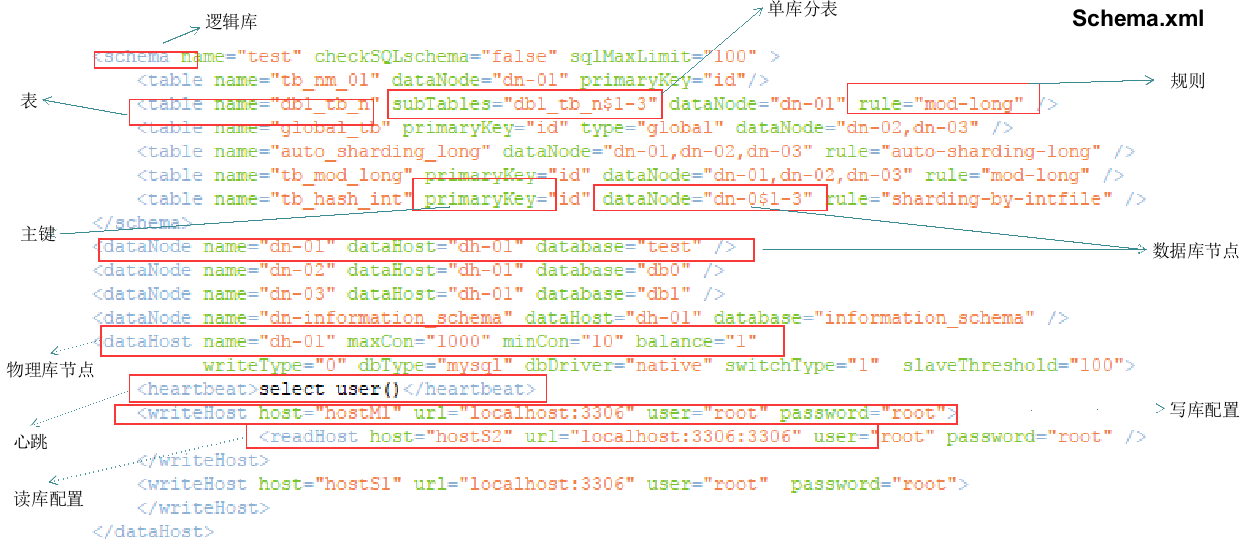 逻辑库
单库分表
Schema.xml
<schema name="test" checkSQLschema="false" sqlMaxLimit="100" >
<table name="tb_nm_01" dataNode="dn-01" primaryKey="id"/>
规则
表
<table name="db1_tb_n" subTables="db1_tb_n$1-3" dataNode="dn-01" rule="mod-long" />
<table name="global_tb" primaryKey="id" type="global" dataNode="dn-02,dn-03" />
<table name="auto_sharding_long" dataNode="dn-01,dn-02,dn-03" rule="auto-sharding-long" />
<table name="tb_mod_long" primaryKey="id" dataNode="dn-01,dn-02,dn-03" rule="mod-long" />
<table name="tb_hash_int" primaryKey="id" dataNode="dn-0$1-3" rule="sharding-by-intfile" />
</schema>
主键
<dataNode name="dn-01" dataHost="dh-01" database="test" />
数据库节点
<dataNode name="dn-02" dataHost="dh-01" database="db0" />
<dataNode name="dn-03" dataHost="dh-01" database="db1" />
<dataNode name="dn-information_schema" dataHost="dh-01" database="information_schema" />
<dataHost name="dh-01" maxCon="1000" minCon="10" balance="1"
物理库节点
writeType="0" dbType="mysql" dbDriver="native" switchType="1" slaveThreshold="100">
<heartbeat>select user()</heartbeat>
<writeHost host="hostM1" url="localhost:3306" user="root" password="root">
写库配置
心跳
<readHost host="hostS2" url="localhost:3306:3306" user="root" password="root" />
</writeHost>
<writeHost host="hostS1" url="localhost:3306" user="root" password="root">
读库配置
</writeHost>
</dataHost>